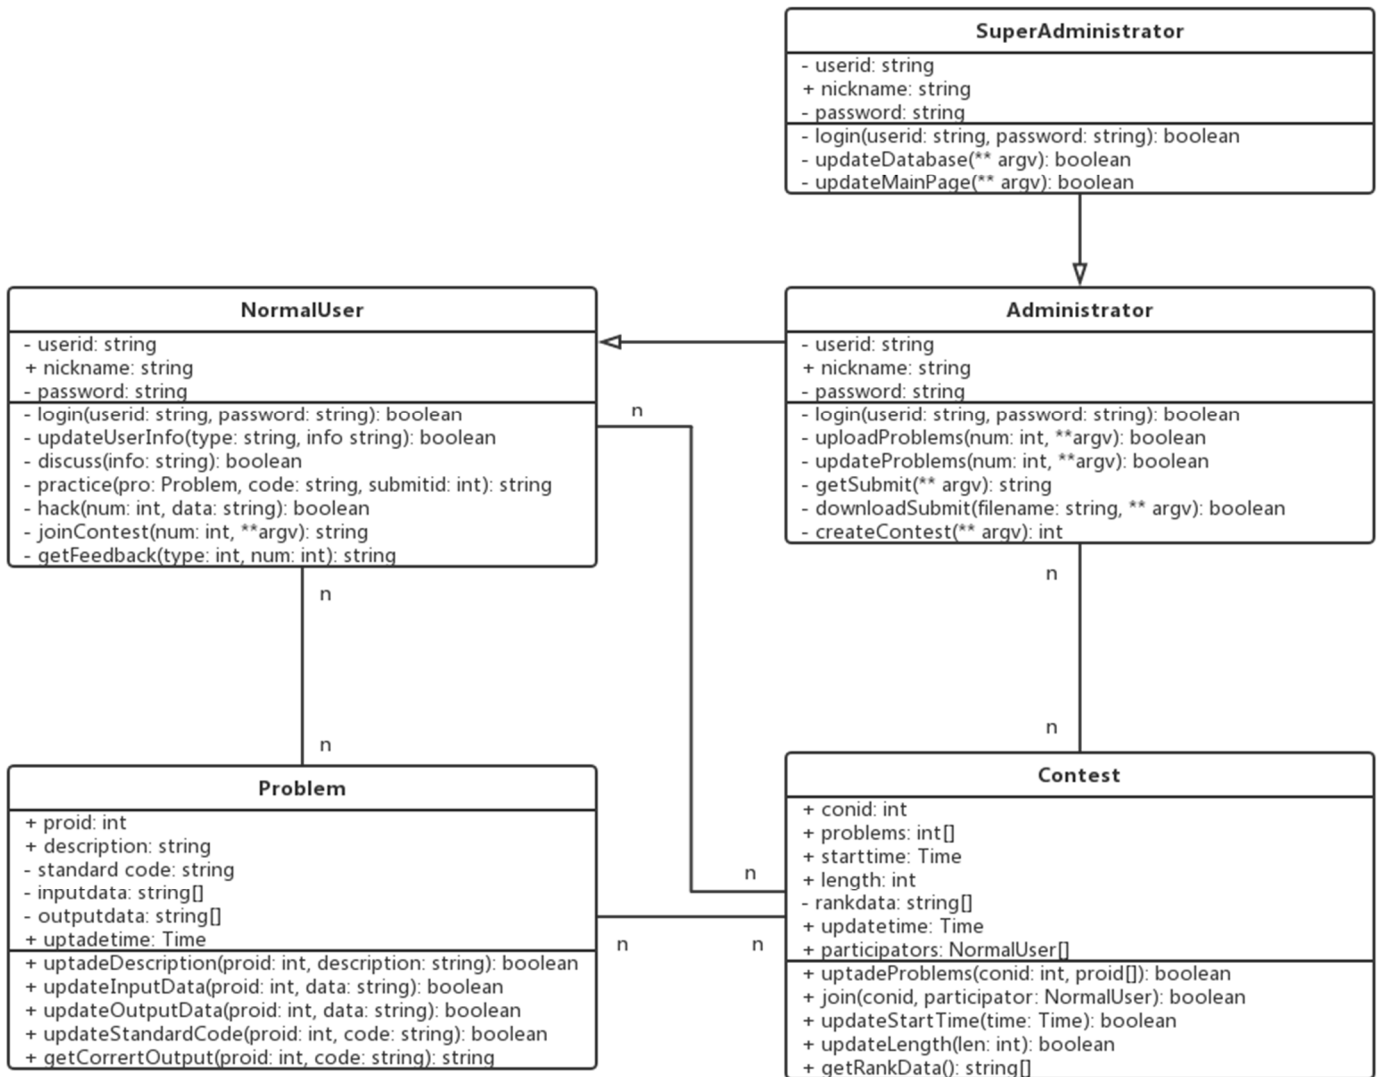 SuperAdministrator
- userid: string
+ nickname: string
- password: string
- login(userid: string, password: string): boolean
- updateDatabase(** argv): boolean
- updateMainPage(** argv): boolean
NormalUser
- userid: string
+ nickname: string
- password: string
- login(userid: string, password: string): boolean
- updateUserInfo(type: string, info string): boolean
- discuss(info: string): boolean
- practice(pro: Problem, code: string, submitid: int): string
- hack(num: int, data: string): boolean
- joinContest(num: int, **argv): string
- getFeedback(type: int, num: int): string
Administrator
- userid: string
+ nickname: string
- password: string
- login(userid: string, password: string): boolean
- uploadProblems(num: int, **argv): boolean
- updateProblems(num: int, **argv): boolean
- getSubmit(** argv): string
- downloadSubmit(filename: string, ** argv): boolean
- createContest(** argv): int
n
n
n
n
n
n
n
n
Problem
+ proid: int
+ description: string
- standard code: string
- inputdata: string[]
- outputdata: string[]
+ uptadetime: Time
+ uptadeDescription(proid: int, description: string): boolean
+ updateInputData(proid: int, data: string): boolean
+ updateOutputData(proid: int, data: string): boolean
+ updateStandardCode(proid: int, code: string): boolean
+ getCorrertOutput(proid: int, code: string): string
Contest
+ conid: int
+ problems: int[]
+ starttime: Time
+ length: int
- rankdata: string[]
+ updatetime: Time
+ participators: NormalUser[]
+ uptadeProblems(conid: int, proid[]): boolean
+ join(conid, participator: NormalUser): boolean
+ updateStartTime(time: Time): boolean
+ updateLength(len: int): boolean
+ getRankData(): string[]